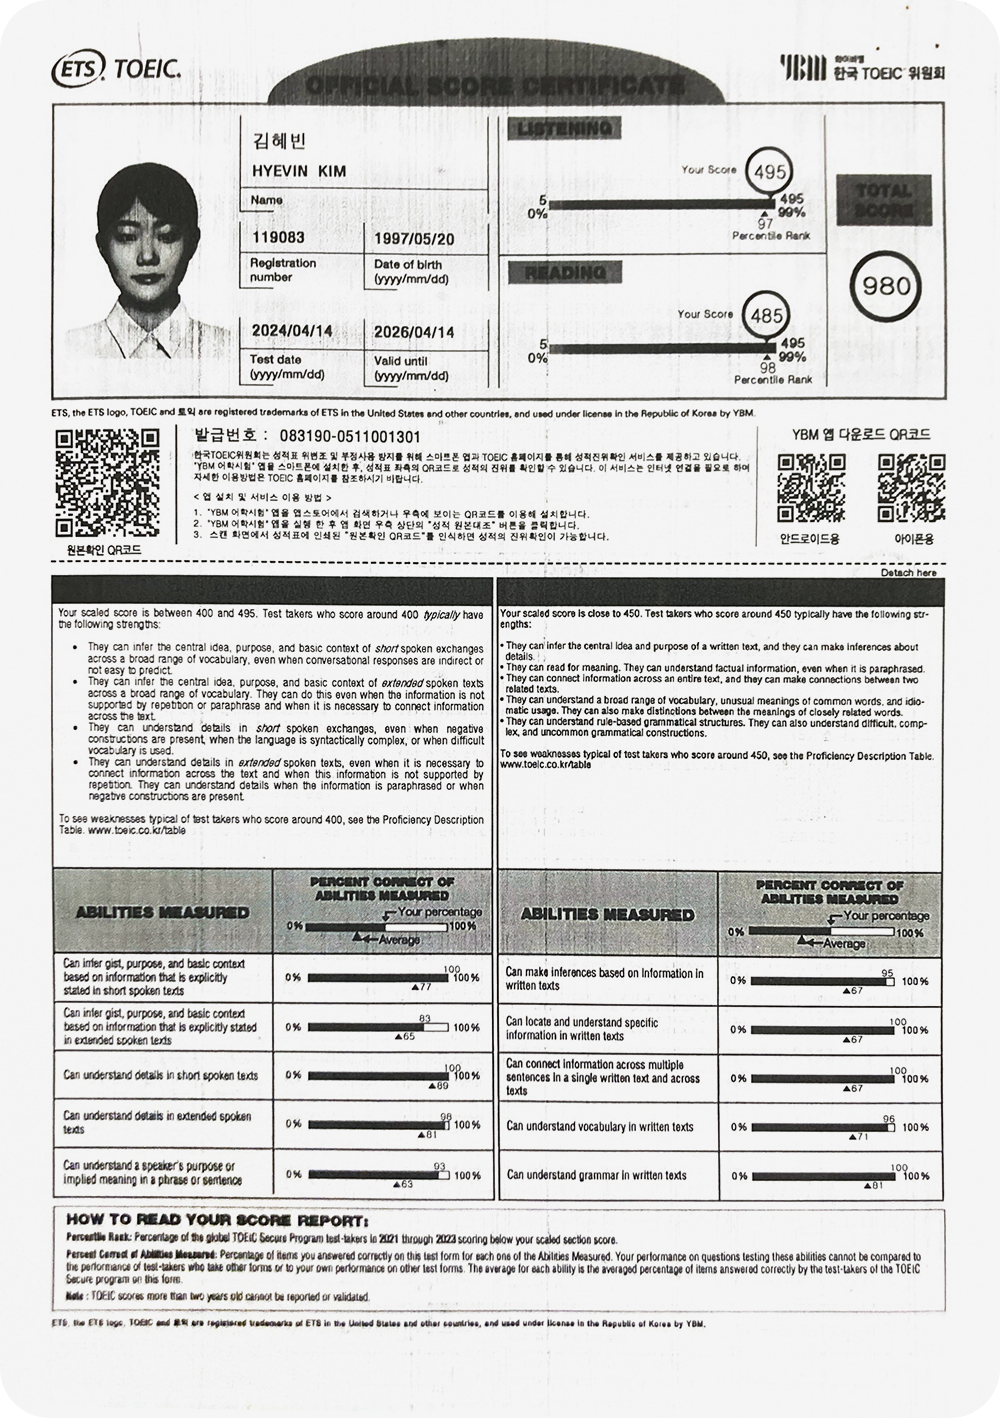 ETS. TOEIC.
OFFICIAL SCORE CERTIFICATE
YBM 와이비엠
한국 TOEIC 위원회
김혜빈
HYEVIN KIM
Name
119083
1997/05/20
Registration number
Date of birth (yyyy/mm/dd)
2024/04/14
2026/04/14
Test date (yyyy/mm/dd)
Valid until (yyyy/mm/dd)
LISTENING
Your Score 495
5 495
0% 99%
97
Percentile Rank
READING
Your Score 485
5 495
0% 99%
98
Percentile Rank
TOTAL
SCORE
980
ETS, the ETS logo, TOEIC and 토익 are registered trademarks of ETS in the United States and other countries, and used under license in the Republic of Korea by YBM.
원본확인 QR코드
발급번호 : 083190-0511001301
한국TOEIC위원회는 성적표 위변조 및 부정사용 방지를 위해 스마트폰 앱과 TOEIC 홈페이지를 통해 성적진위확인 서비스를 제공하고 있습니다.
"YBM 어학시험" 앱을 스마트폰에 설치한 후, 성적표 좌측의 QR코드로 성적의 진위를 확인할 수 있습니다. 이 서비스는 인터넷 연결을 필요로 하며
자세한 이용방법은 TOEIC 홈페이지를 참조하시기 바랍니다.
< 앱 설치 및 서비스 이용 방법 >
1. "YBM 어학시험" 앱을 앱스토어에서 검색하거나 우측에 보이는 QR코드를 이용해 설치합니다.
2. "YBM 어학시험" 앱을 실행 한 후 앱 화면 우측 상단의 "성적 원본대조" 버튼을 클릭합니다.
3. 스캔 화면에서 성적표에 인쇄된 "원본확인 QR코드"를 인식하면 성적의 진위확인이 가능합니다.
YBM 앱 다운로드 QR코드
안드로이드용
아이폰용
Detach here
Your scaled score is between 400 and 495. Test takers who score around 400 typically have
the following strengths:
• They can infer the central idea, purpose, and basic context of short spoken exchanges
across a broad range of vocabulary, even when conversational responses are indirect or
not easy to predict.
• They can infer the central idea, purpose, and basic context of extended spoken texts
across a broad range of vocabulary. They can do this even when the information is not
supported by repetition or paraphrase and when it is necessary to connect information
across the text.
• They can understand details in short spoken exchanges, even when negative
constructions are present, when the language is syntactically complex, or when difficult
vocabulary is used.
• They can understand details in extended spoken texts, even when it is necessary to
connect information across the text and when this information is not supported by
repetition. They can understand details when the information is paraphrased or when
negative constructions are present.
To see weaknesses typical of test takers who score around 400, see the Proficiency Description
Table. www.toeic.co.kr/table
Your scaled score is close to 450. Test takers who score around 450 typically have the following str-
engths:
• They can infer the central idea and purpose of a written text, and they can make inferences about
details.
• They can read for meaning. They can understand factual information, even when it is paraphrased.
• They can connect information across an entire text, and they can make connections between two
related texts.
• They can understand a broad range of vocabulary, unusual meanings of common words, and idio-
matic usage. They can also make distinctions between the meanings of closely related words.
• They can understand rule-based grammatical structures. They can also understand difficult, comp-
lex, and uncommon grammatical constructions.
To see weaknesses typical of test takers who score around 450, see the Proficiency Description Table.
www.toeic.co.kr/table
ABILITIES MEASURED
PERCENT CORRECT OF
ABILITIES MEASURED
Your percentage
0% 100%
Average
Can infer gist, purpose, and basic context
based on information that is explicitly
stated in short spoken texts
0% 100 100%
▲77
Can infer gist, purpose, and basic context
based on information that is explicitly stated
in extended spoken texts
0% 83 100%
▲65
Can understand details in short spoken texts
0% 100 100%
▲89
Can understand details in extended spoken
texts
0% 98 100%
▲81
Can understand a speaker's purpose or
implied meaning in a phrase or sentence
0% 93 100%
▲63
ABILITIES MEASURED
PERCENT CORRECT OF
ABILITIES MEASURED
Your percentage
0% 100%
Average
Can make inferences based on information in
written texts
0% 95 100%
▲67
Can locate and understand specific
information in written texts
0% 100 100%
▲67
Can connect information across multiple
sentences in a single written text and across
texts
0% 100 100%
▲67
Can understand vocabulary in written texts
0% 96 100%
▲71
Can understand grammar in written texts
0% 100 100%
▲81
HOW TO READ YOUR SCORE REPORT:
Percentile Rank: Percentage of the global TOEIC Secure Program test-takers in 2021 through 2023 scoring below your scaled section score.
Percent Correct of Abilities Measured: Percentage of items you answered correctly on this test form for each one of the Abilities Measured. Your performance on questions testing these abilities cannot be compared to
the performance of test-takers who take other forms or to your own performance on other test forms. The average for each ability is the averaged percentage of items answered correctly by the test-takers of the TOEIC
Secure program on this form.
Note : TOEIC scores more than two years old cannot be reported or validated.
ETS, the ETS logo, TOEIC and 토익 are registered trademarks of ETS in the United States and other countries, and used under license in the Republic of Korea by YBM.